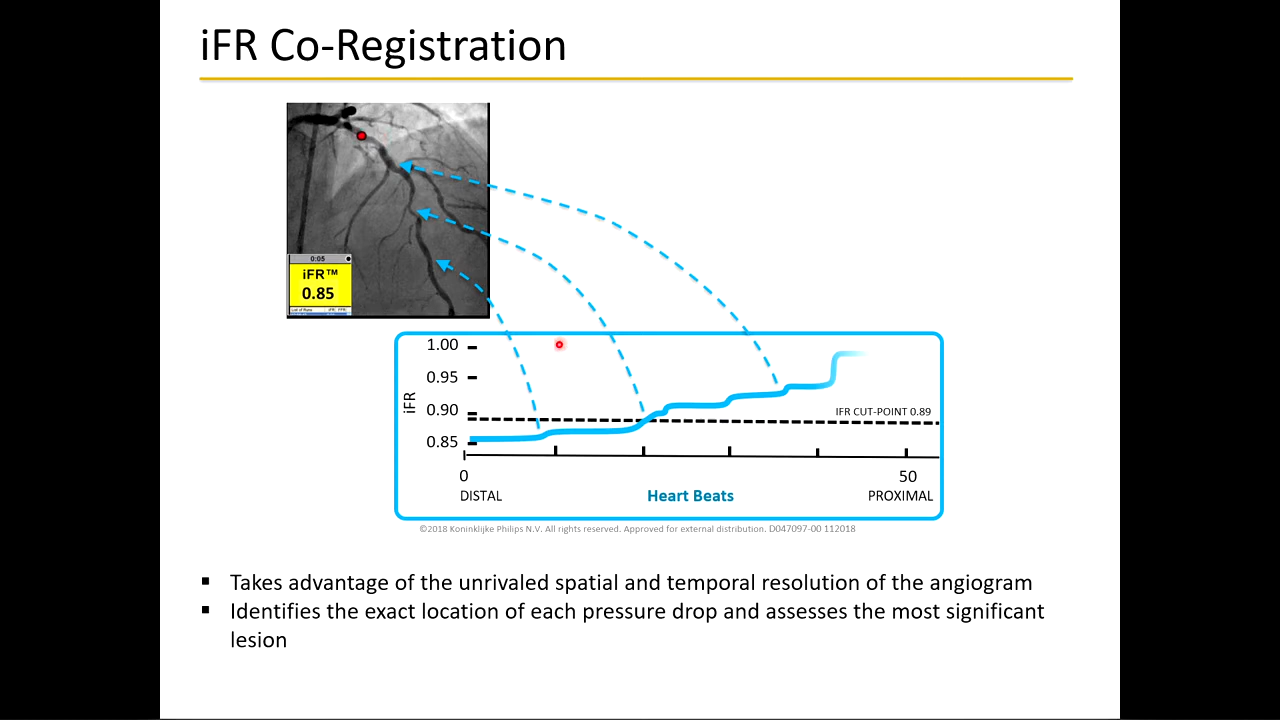 iFR Co-Registration
0:05
iFR™
0.85
1.00
0.95
0.90
0.85
iFR
IFR CUT-POINT 0.89
0
50
DISTAL
Heart Beats
PROXIMAL
©2018 Koninklijke Philips N.V. All rights reserved. Approved for external distribution. D047097-00 112018
▪ Takes advantage of the unrivaled spatial and temporal resolution of the angiogram
▪ Identifies the exact location of each pressure drop and assesses the most significant
lesion